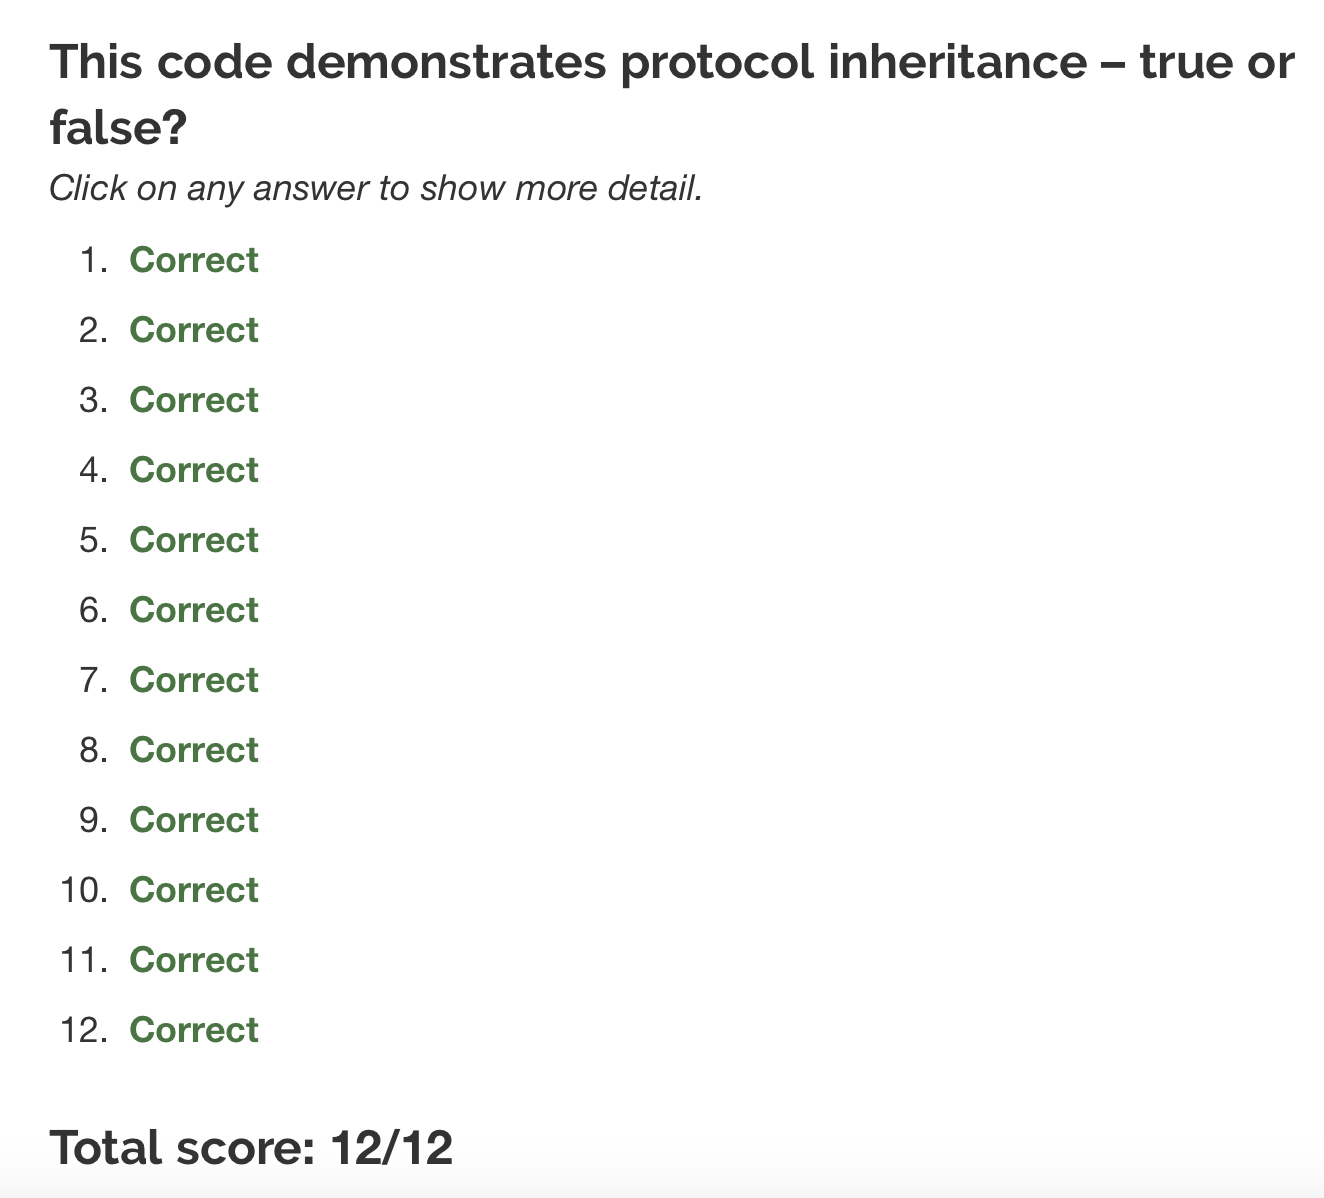 This code demonstrates protocol inheritance – true or
false?
Click on any answer to show more detail.
1. Correct
2. Correct
3. Correct
4. Correct
5. Correct
6. Correct
7. Correct
8. Correct
9. Correct
10. Correct
11. Correct
12. Correct
Total score: 12/12